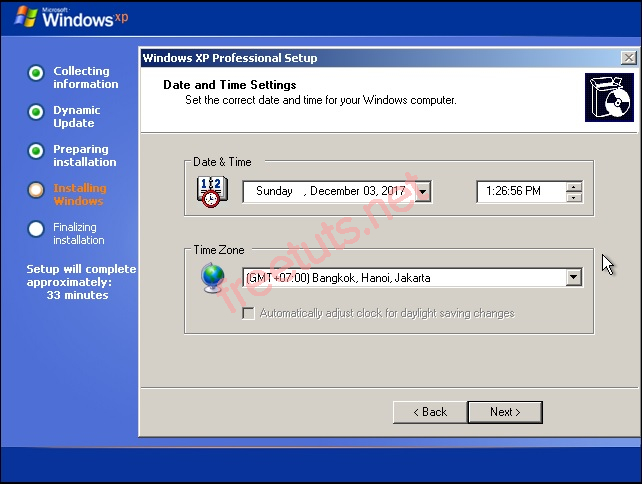 Microsoft
Windows xp
Collecting
information
Dynamic
Update
Preparing
installation
Installing
Windows
Finalizing
installation
Setup will complete
approximately:
33 minutes
Windows XP Professional Setup
Date and Time Settings
Set the correct date and time for your Windows computer.
Date & Time
Sunday , December 03, 2017
1:26:56 PM
Time Zone
(GMT+07:00) Bangkok, Hanoi, Jakarta
Automatically adjust clock for daylight saving changes
< Back
Next >
freetuts.net